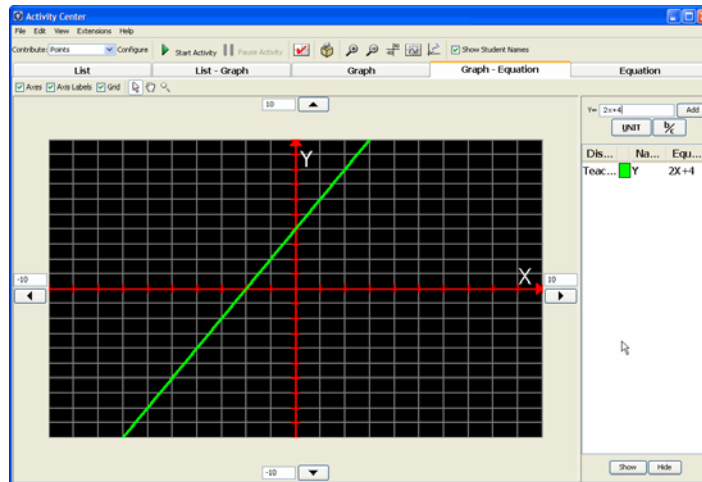 Activity Center
File Edit View Extensions Help
Contribute: Points Configure Start Activity Pause Activity Show Student Names
List List - Graph Graph Graph - Equation Equation
Axes Axis Labels Grid
10
Y= 2x+4 Add
UNIT b/c
Dis... Na... Equ...
Teac... Y 2X+4
Y
X
-10 10
-10
Show Hide